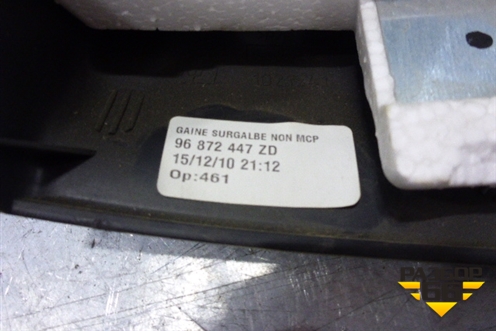 GAINE SURGALBE NON MCP
96 872 447 ZD
15/12/10 21:12
Op:461